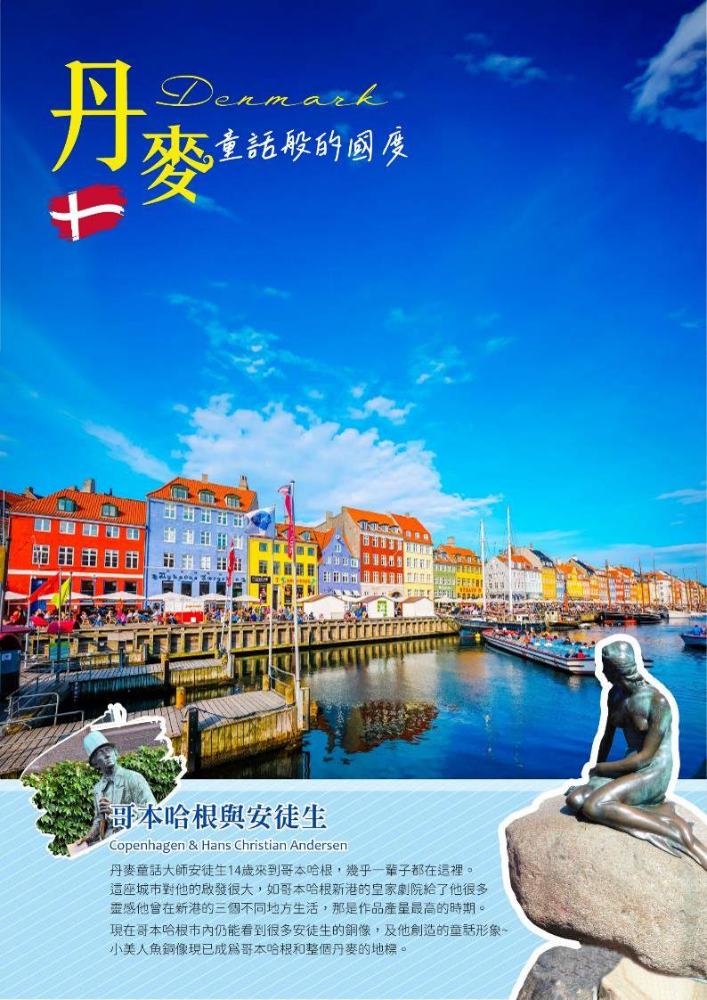 丹麥
Denmark
童話般的國度
哥本哈根與安徒生
Copenhagen & Hans Christian Andersen
丹麥童話大師安徒生14歲來到哥本哈根，幾乎一輩子都在這裡。
這座城市對他的啟發很大，如哥本哈根新港的皇家劇院給了他很多
靈感他曾在新港的三個不同地方生活，那是作品產量最高的時期。
現在哥本哈根市內仍能看到很多安徒生的銅像，及他創造的童話形象~
小美人魚銅像現已成爲哥本哈根和整個丹麥的地標。